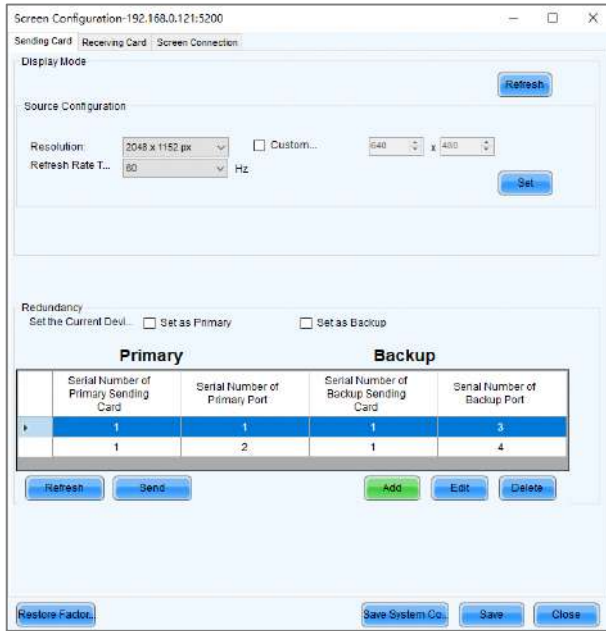 Screen Configuration-192.168.0.121:5200
Sending Card Receiving Card Screen Connection
Display Mode
Refresh
Source Configuration
Resolution: 2048 x 1152 px Custom... 640 x 480
Refresh Rate T... 60 Hz
Set
Redundancy
Set the Current Devi... Set as Primary Set as Backup
Primary Backup
Serial Number of Primary Sending Card
Serial Number of Primary Port
Serial Number of Backup Sending Card
Serial Number of Backup Port
1 1 1 3
1 2 1 4
Refresh Send Add Edit Delete
Restore Factor... Save System Co... Save Close